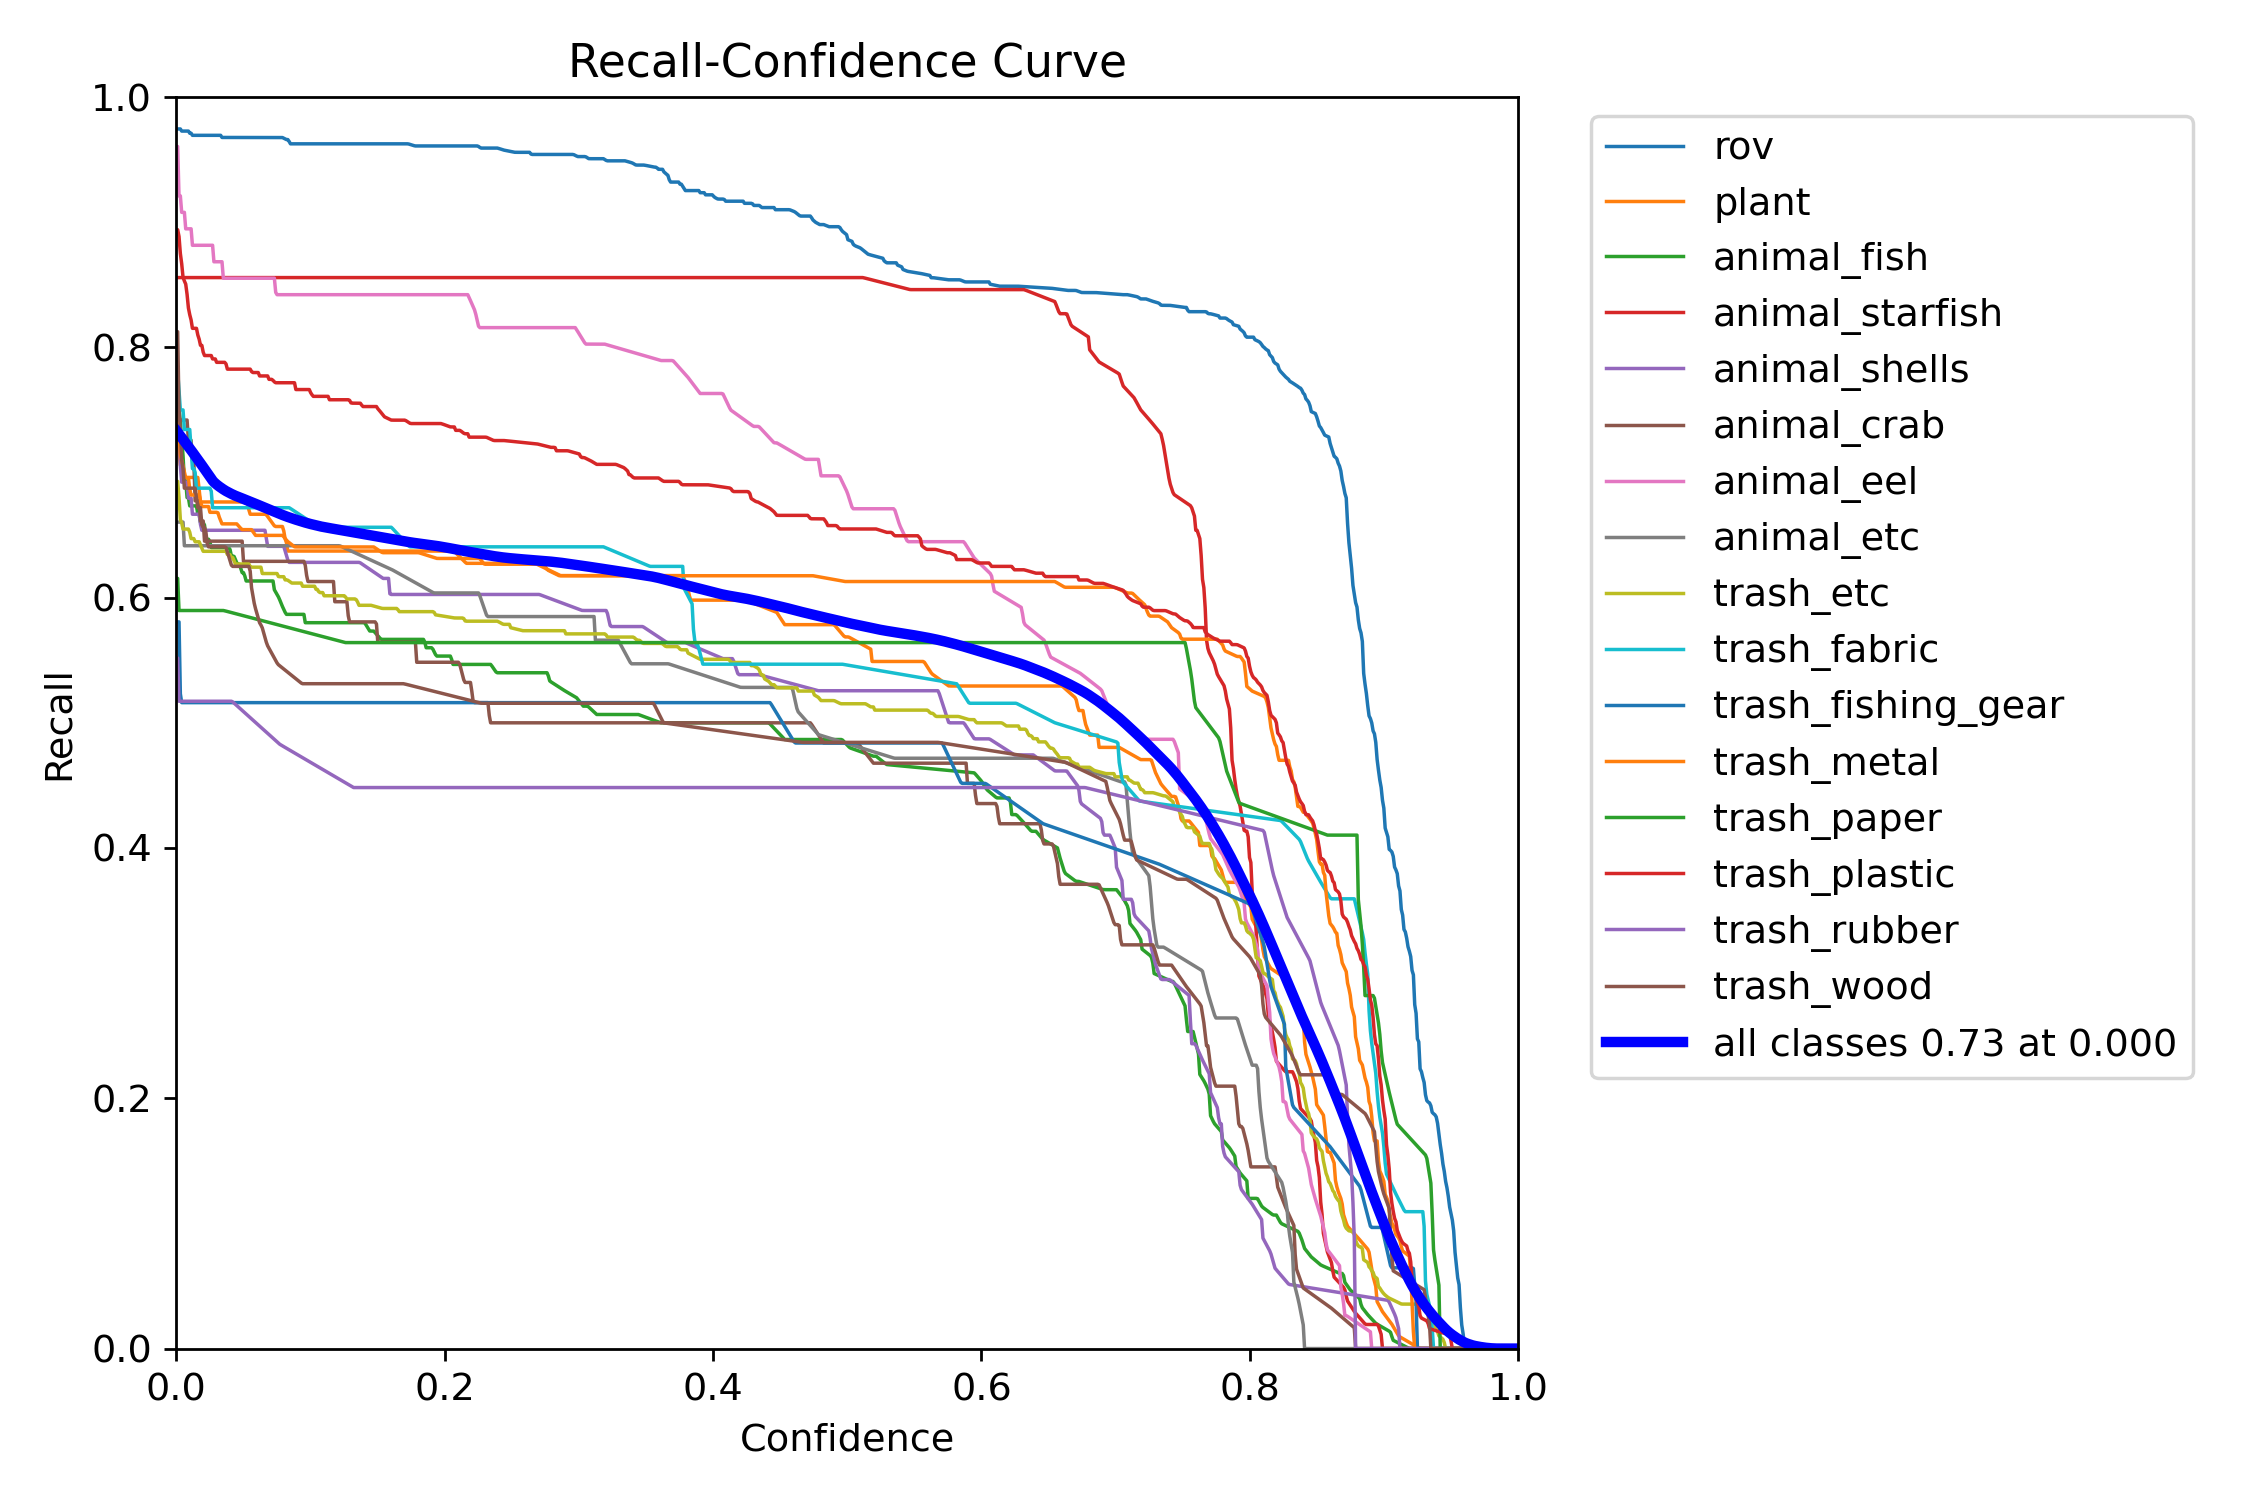 Recall-Confidence Curve
1.0
0.8
0.6
0.4
0.2
0.0
Recall
0.0 0.2 0.4 0.6 0.8 1.0
Confidence
rov
plant
animal_fish
animal_starfish
animal_shells
animal_crab
animal_eel
animal_etc
trash_etc
trash_fabric
trash_fishing_gear
trash_metal
trash_paper
trash_plastic
trash_rubber
trash_wood
all classes 0.73 at 0.000